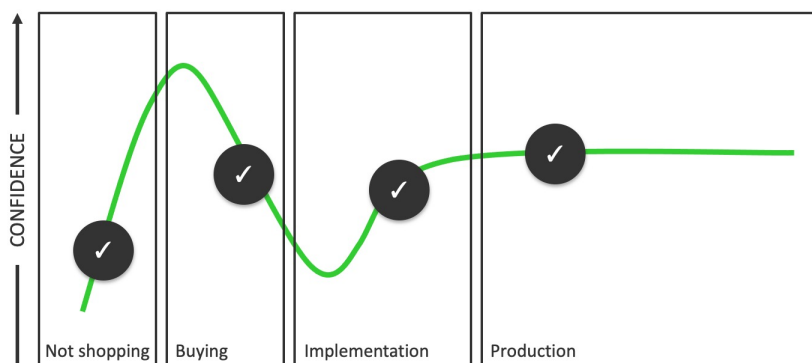 CONFIDENCE
Not shopping
Buying
Implementation
Production